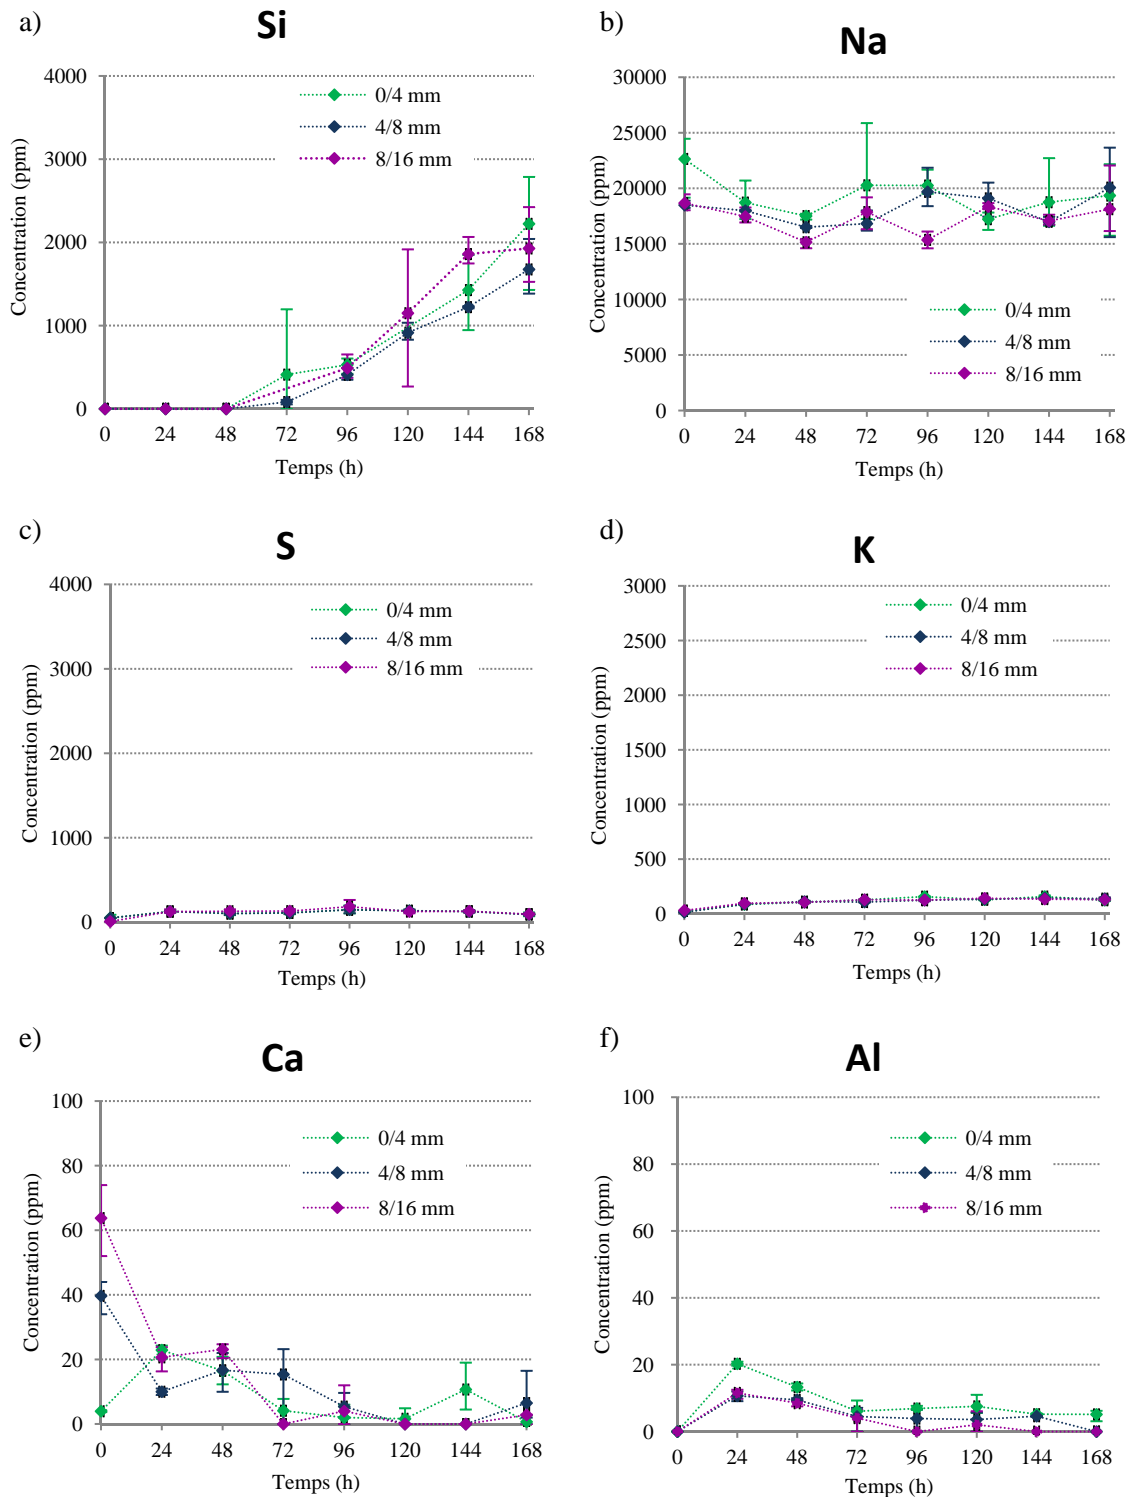 a)
Si
4000
3000
2000
1000
0
Concentration (ppm)
0/4 mm
4/8 mm
8/16 mm
0 24 48 72 96 120 144 168
Temps (h)
b)
Na
30000
25000
20000
15000
10000
5000
0
Concentration (ppm)
0/4 mm
4/8 mm
8/16 mm
0 24 48 72 96 120 144 168
Temps (h)
c)
S
4000
3000
2000
1000
0
Concentration (ppm)
0/4 mm
4/8 mm
8/16 mm
0 24 48 72 96 120 144 168
Temps (h)
d)
K
3000
2500
2000
1500
1000
500
0
Concentration (ppm)
0/4 mm
4/8 mm
8/16 mm
0 24 48 72 96 120 144 168
Temps (h)
e)
Ca
100
80
60
40
20
0
Concentration (ppm)
0/4 mm
4/8 mm
8/16 mm
0 24 48 72 96 120 144 168
Temps (h)
f)
Al
100
80
60
40
20
0
Concentration (ppm)
0/4 mm
4/8 mm
8/16 mm
0 24 48 72 96 120 144 168
Temps (h)